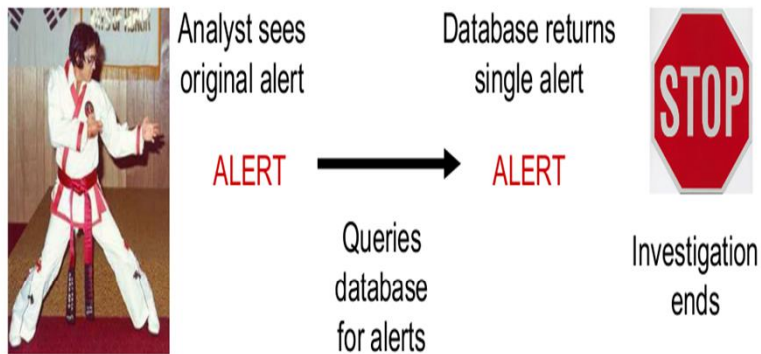 Analyst sees
original alert
ALERT
Queries
database
for alerts
Database returns
single alert
ALERT
STOP
Investigation
ends